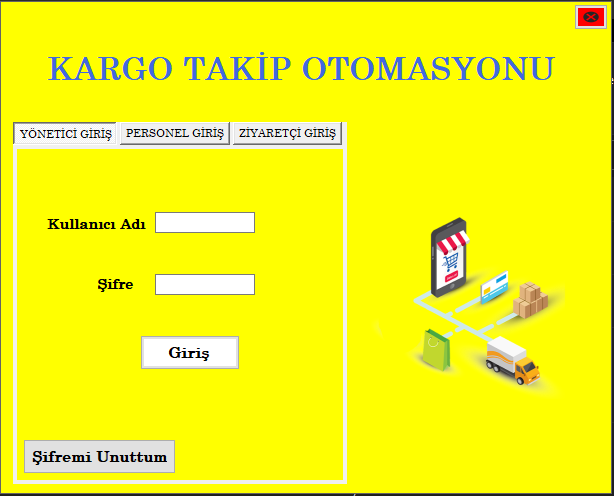 KARGO TAKİP OTOMASYONU
YÖNETİCİ GİRİŞ
PERSONEL GİRİŞ
ZİYARETÇİ GİRİŞ
Kullanıcı Adı
Şifre
Giriş
Şifremi Unuttum